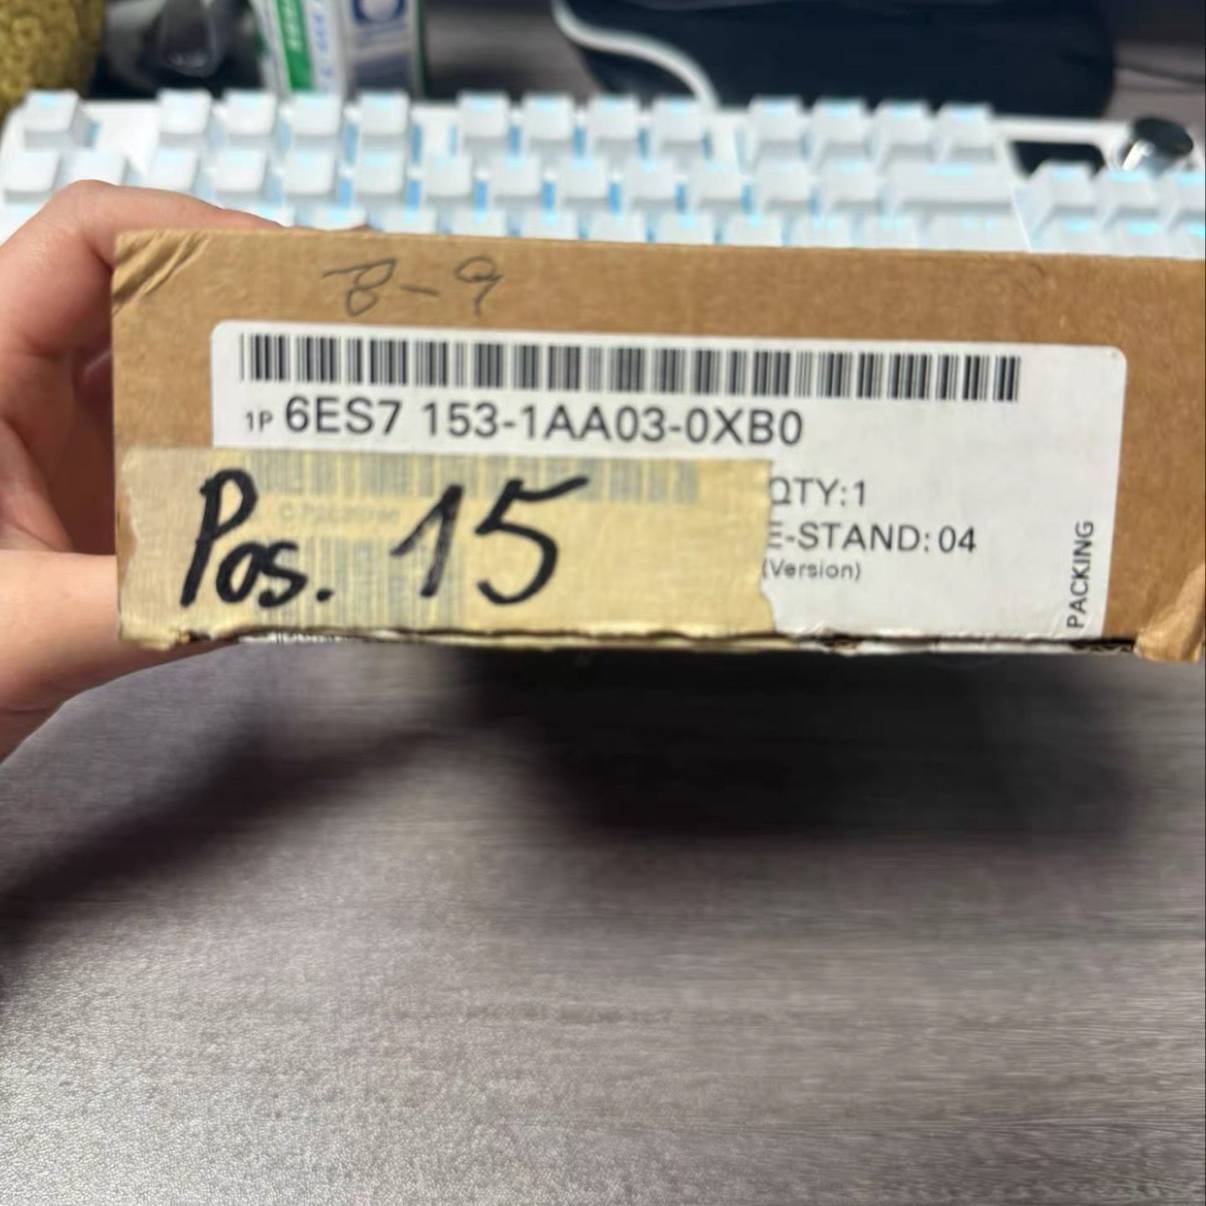 8-9
1P 6ES7 153-1AA03-0XB0
Pos. 15
QTY:1
E-STAND:04
(Version)
PACKING